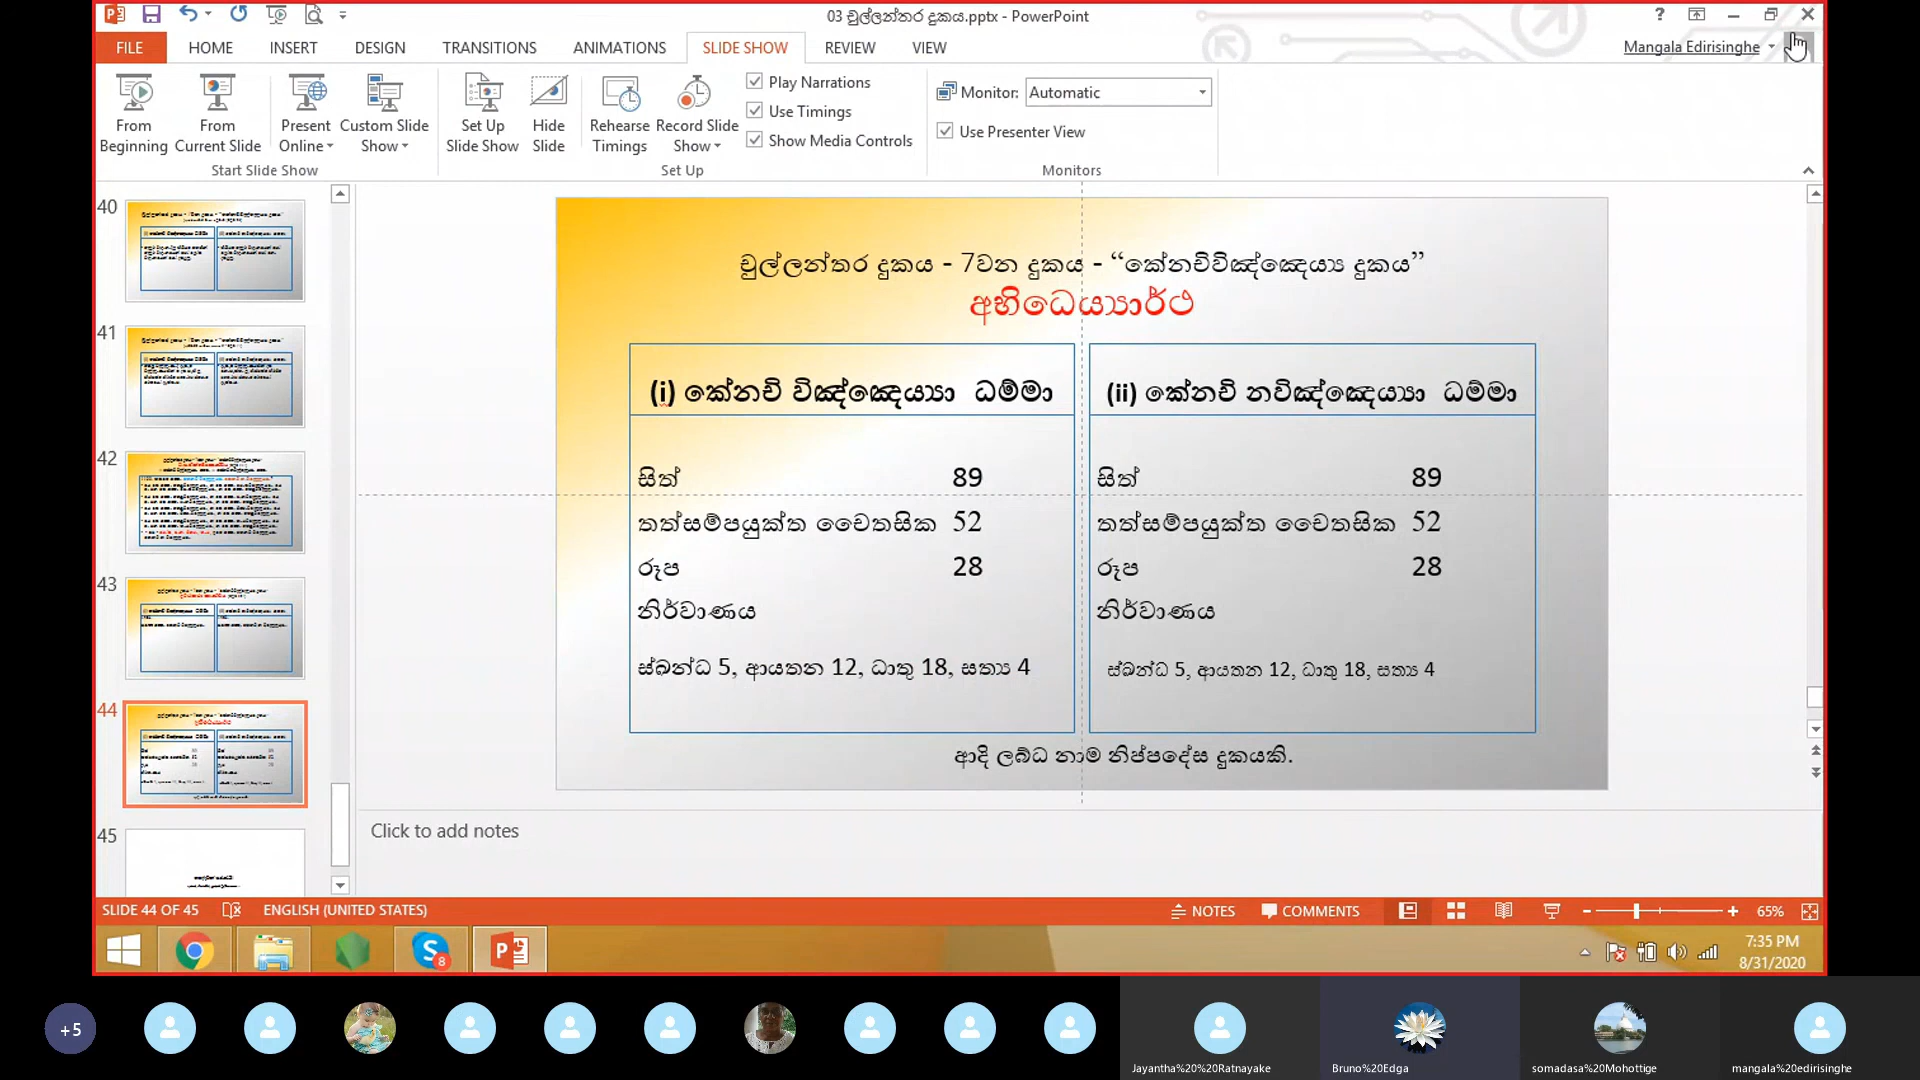 03 චුල්ලන්තර දුකය.pptx - PowerPoint
FILE HOME INSERT DESIGN TRANSITIONS ANIMATIONS SLIDE SHOW REVIEW VIEW
Mangala Edirisinghe
From Beginning
From Current Slide
Present Online
Custom Slide Show
Set Up Slide Show
Hide Slide
Rehearse Timings
Record Slide Show
Play Narrations
Use Timings
Show Media Controls
Monitor: Automatic
Use Presenter View
Start Slide Show
Set Up
Monitors
40
41
42
43
44
45
චුල්ලන්තර දුකය - 7වන දුකය - “කේනචිවිඤ්ඤෙය්‍ය දුකය”
අභිධෙය්‍යාර්ථ
(i) කේනචි විඤ්ඤෙය්‍යා ධම්මා
සිත් 89
තත්සම්පයුක්ත චෛතසික 52
රූප 28
නිර්වාණය
ස්ඛන්ධ 5, ආයතන 12, ධාතු 18, සත්‍ය 4
(ii) කේනචි නවිඤ්ඤෙය්‍යා ධම්මා
සිත් 89
තත්සම්පයුක්ත චෛතසික 52
රූප 28
නිර්වාණය
ස්ඛන්ධ 5, ආයතන 12, ධාතු 18, සත්‍ය 4
ආදි ලබ්ධ නාම නිප්පදේස දුකයකි.
Click to add notes
SLIDE 44 OF 45 ENGLISH (UNITED STATES) NOTES COMMENTS 65%
8
7:35 PM
8/31/2020
+5
Jayantha%20%20Ratnayake
Bruno%20Edga
somadasa%20Mohottige
mangala%20edirisinghe